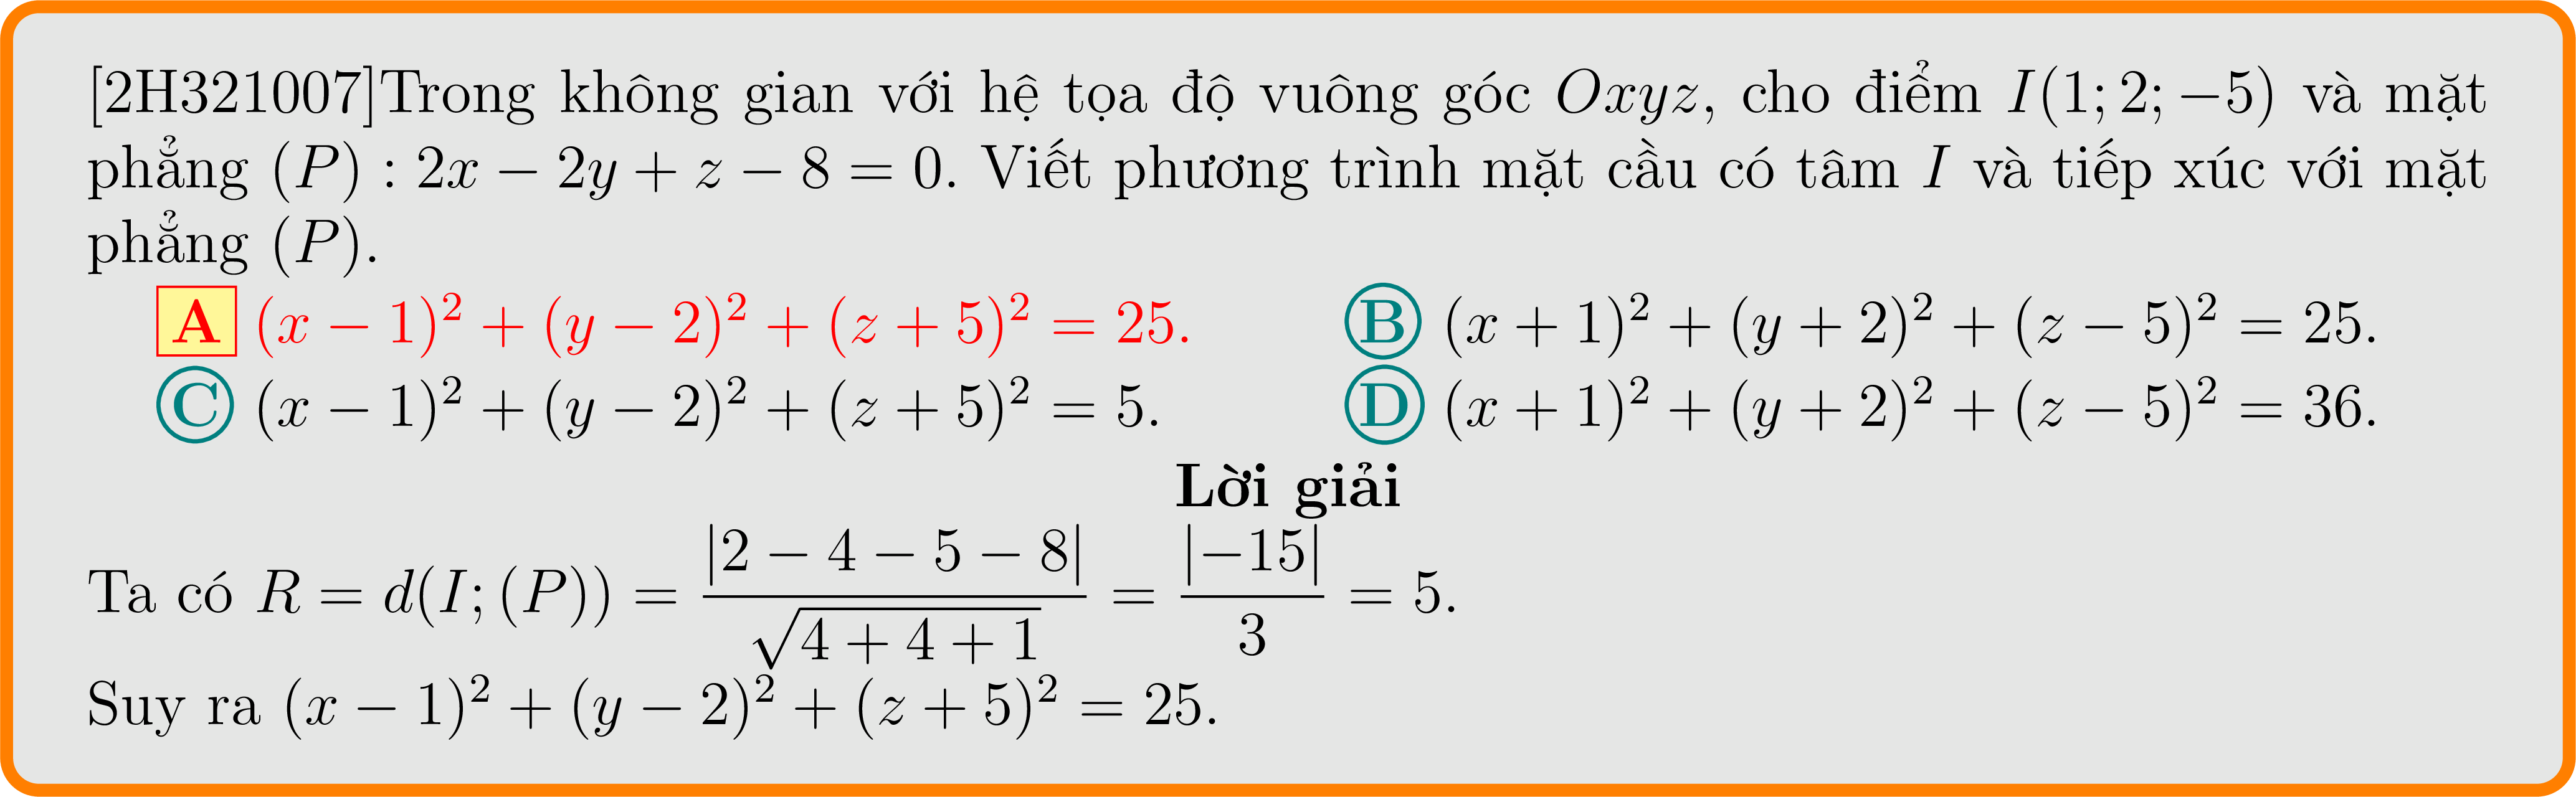 [2H321007]Trong không gian với hệ tọa độ vuông góc Oxyz, cho điểm I(1; 2; −5) và mặt
phẳng (P) : 2x − 2y + z − 8 = 0. Viết phương trình mặt cầu có tâm I và tiếp xúc với mặt
phẳng (P).
A (x − 1)² + (y − 2)² + (z + 5)² = 25. B (x + 1)² + (y + 2)² + (z − 5)² = 25.
C (x − 1)² + (y − 2)² + (z + 5)² = 5. D (x + 1)² + (y + 2)² + (z − 5)² = 36.
Lời giải
Ta có R = d(I; (P)) = |2 − 4 − 5 − 8| / √(4 + 4 + 1) = |−15| / 3 = 5.
Suy ra (x − 1)² + (y − 2)² + (z + 5)² = 25.